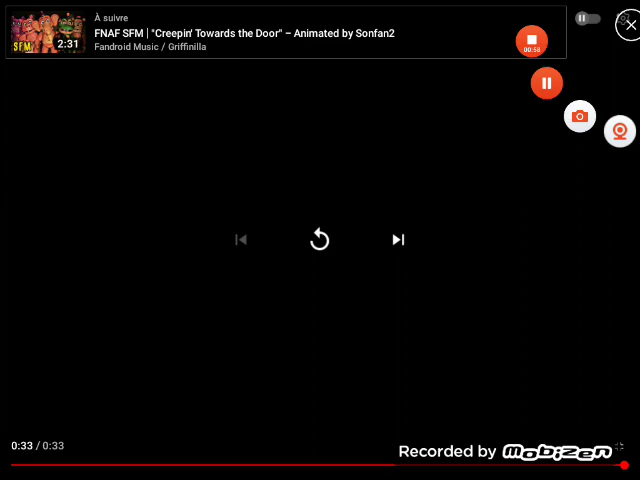 À suivre
FNAF SFM | "Creepin' Towards the Door" – Animated by Sonfan2
Fandroid Music / Griffinilla
SFM
2:31
00:58
0:33 / 0:33
Recorded by Mobizen